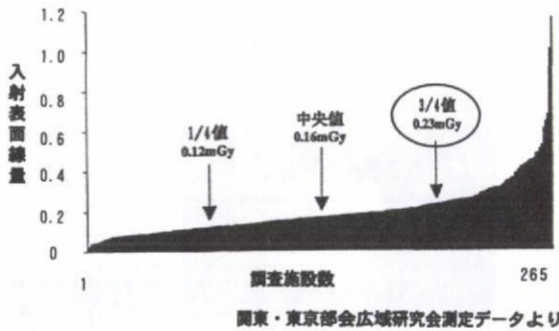 1.2
1.0
0.8
0.6
0.4
0.2
0
入射表面線量
1/4値
0.12mGy
中央値
0.16mGy
3/4値
0.23mGy
1
調査施設数
265
関東・東京部会広域研究会測定データより